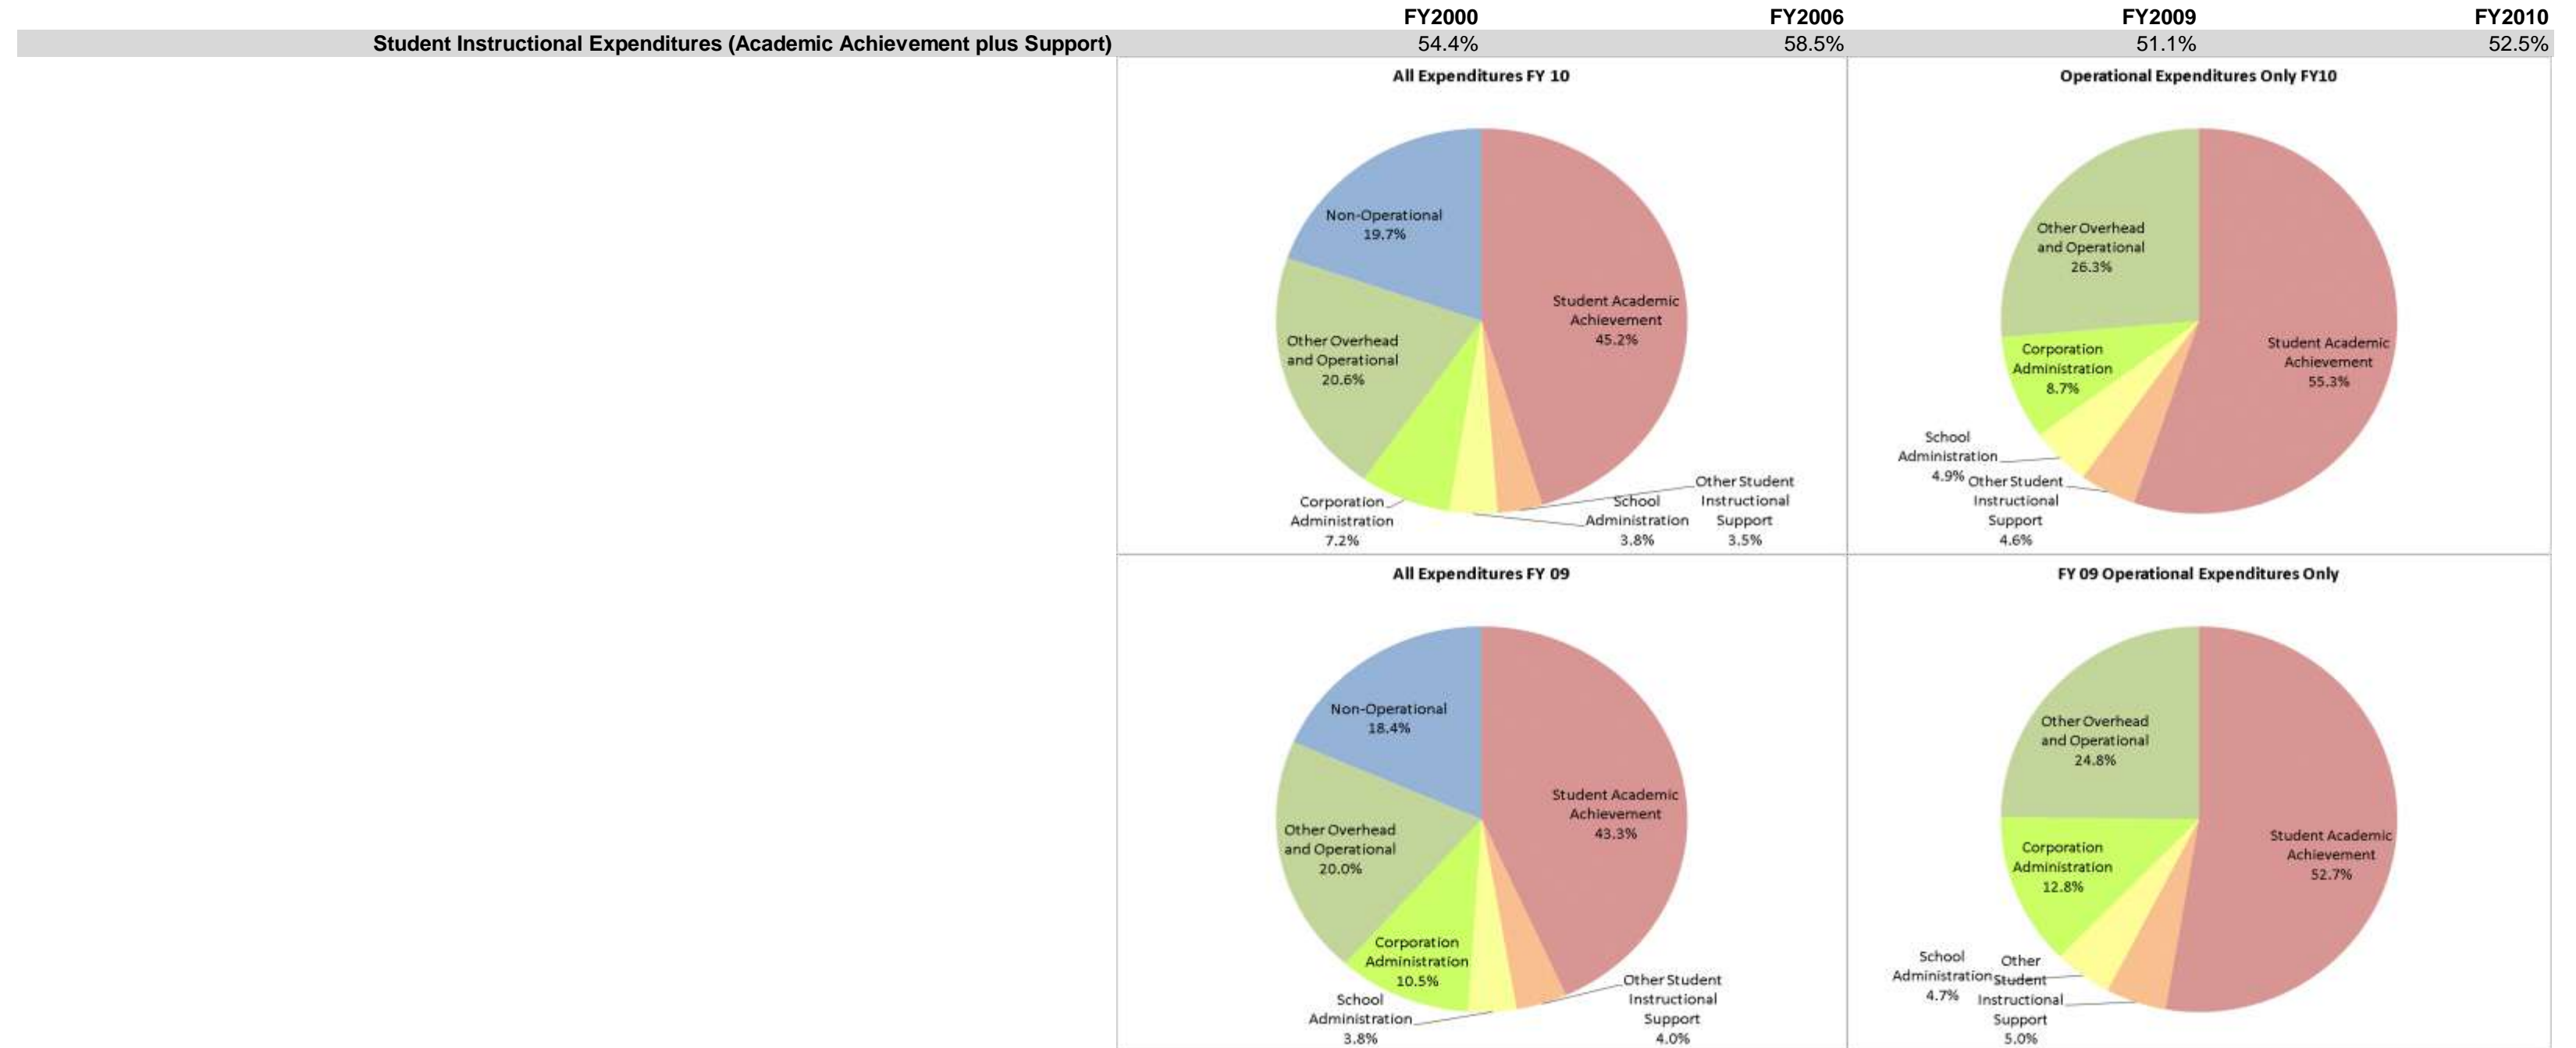 FY2000 FY2006 FY2009 FY2010
Student Instructional Expenditures (Academic Achievement plus Support) 54.4% 58.5% 51.1% 52.5%
All Expenditures FY 10
Non-Operational
19.7%
Student Academic
Achievement
45.2%
Other Overhead
and Operational
20.6%
Corporation
Administration
7.2%
School
Administration
3.8%
Other Student
Instructional
Support
3.5%
Operational Expenditures Only FY10
Other Overhead
and Operational
26.3%
Student Academic
Achievement
55.3%
Corporation
Administration
8.7%
School
Administration
4.9%
Other Student
Instructional
Support
4.6%
All Expenditures FY 09
Non-Operational
18.4%
Student Academic
Achievement
43.3%
Other Overhead
and Operational
20.0%
Corporation
Administration
10.5%
School
Administration
3.8%
Other Student
Instructional
Support
4.0%
FY 09 Operational Expenditures Only
Other Overhead
and Operational
24.8%
Student Academic
Achievement
52.7%
Corporation
Administration
12.8%
School
Administration
4.7%
Other
Student
Instructional
Support
5.0%